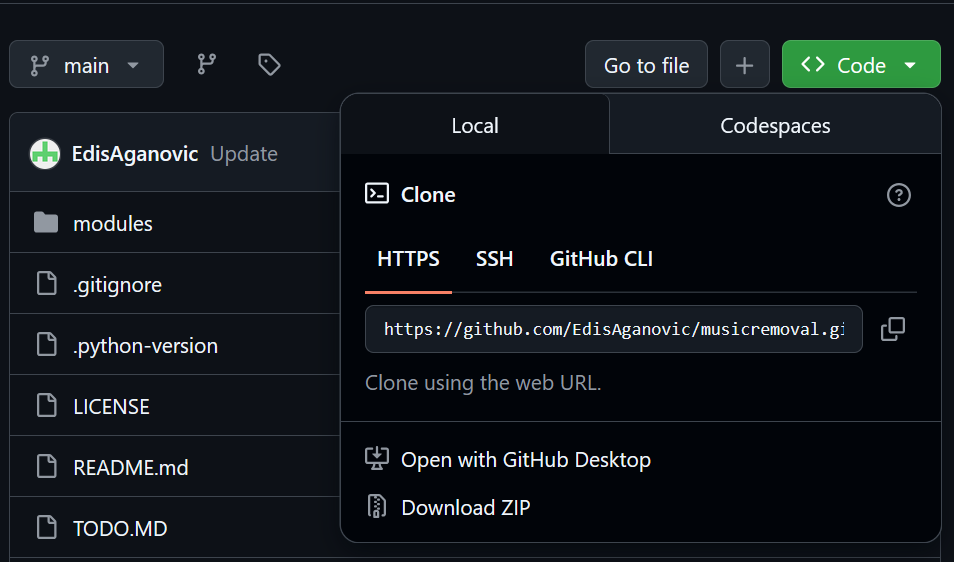 main
Go to file
Code
Local
Codespaces
EdisAganovic Update
Clone
modules
HTTPS SSH GitHub CLI
.gitignore
https://github.com/EdisAganovic/musicremoval.gi
.python-version
Clone using the web URL.
LICENSE
Open with GitHub Desktop
README.md
Download ZIP
TODO.MD